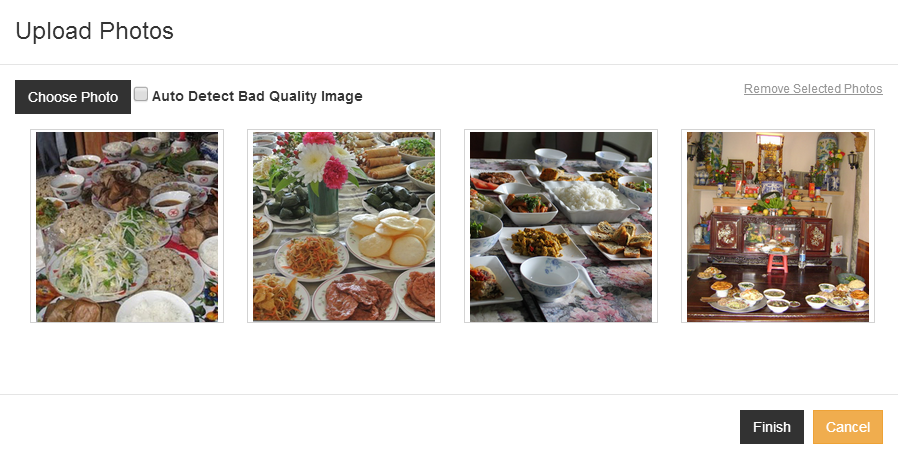 Upload Photos
Choose Photo
Auto Detect Bad Quality Image
Remove Selected Photos
Finish
Cancel